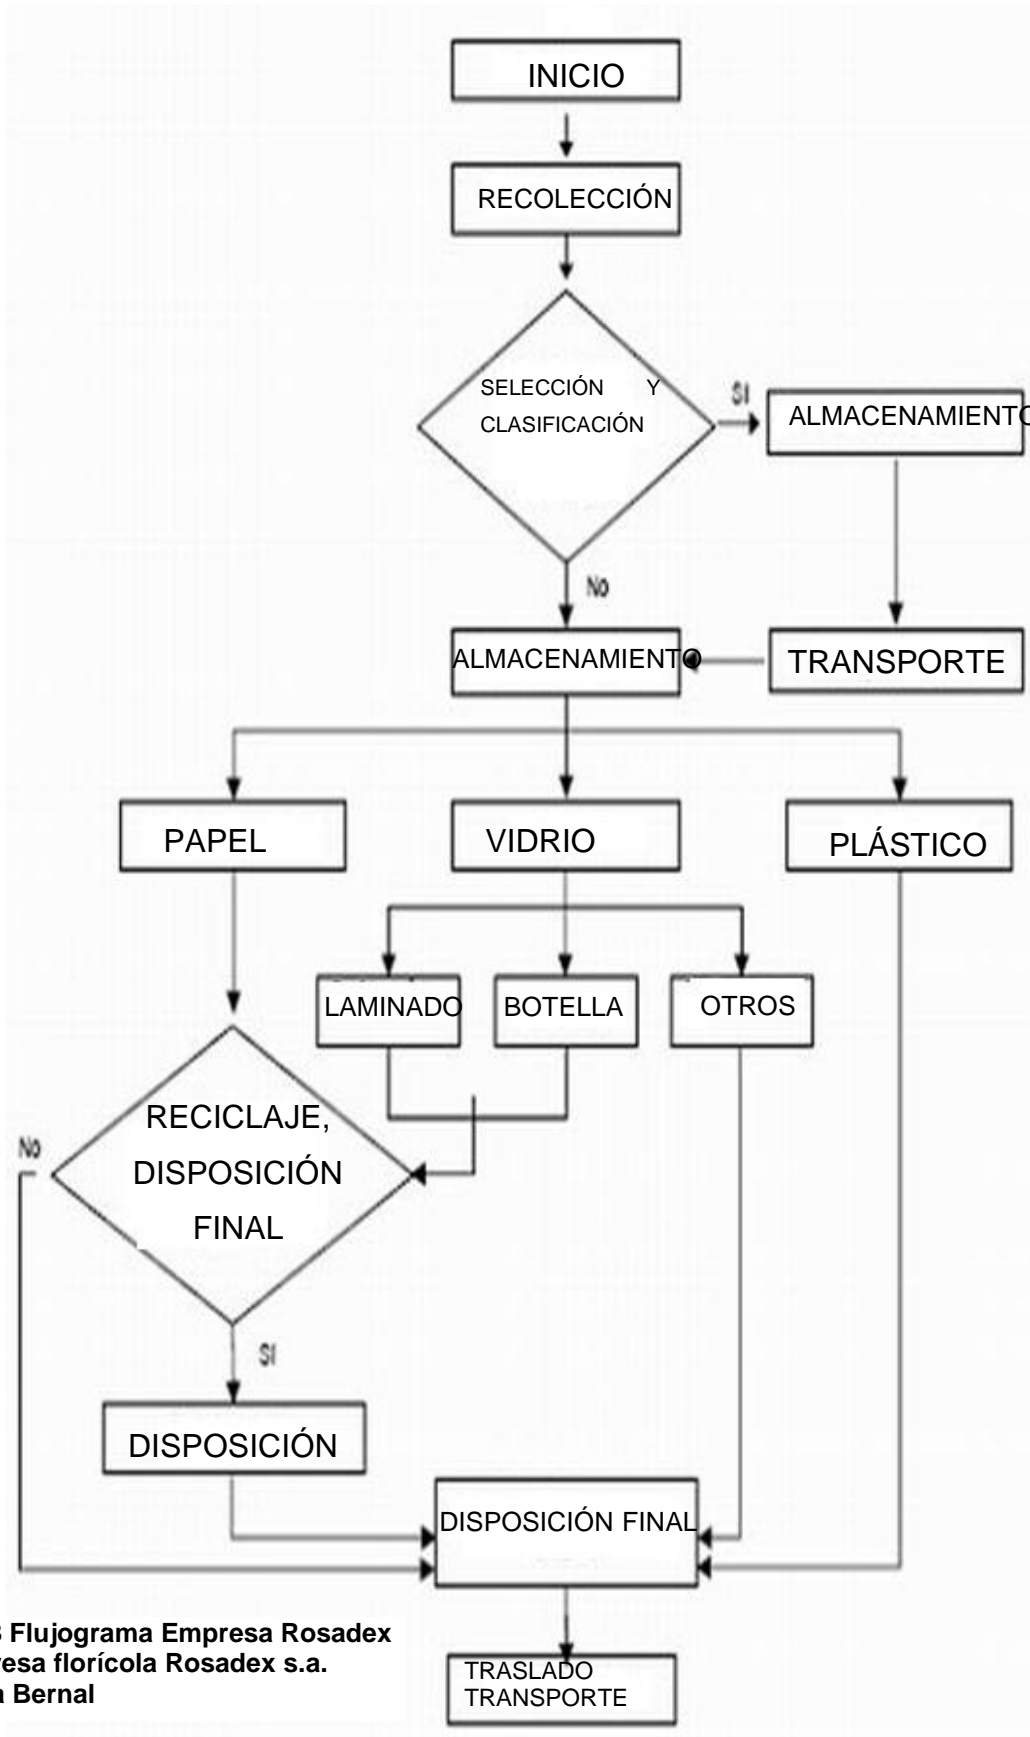 INICIO
RECOLECCIÓN
SELECCIÓN Y
CLASIFICACIÓN
SI
ALMACENAMIENTO
No
ALMACENAMIENTO
TRANSPORTE
PAPEL
VIDRIO
PLÁSTICO
LAMINADO
BOTELLA
OTROS
RECICLAJE,
DISPOSICIÓN
FINAL
No
SI
DISPOSICIÓN
DISPOSICIÓN FINAL
Flujograma Empresa Rosadex
florícola Rosadex s.a.
Bernal
TRASLADO
TRANSPORTE